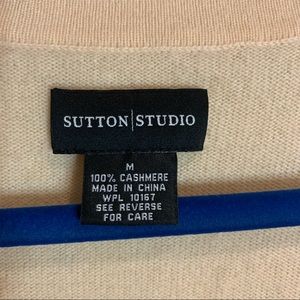 SUTTON|STUDIO
M
100% CASHMERE
MADE IN CHINA
WPL 10167
SEE REVERSE
FOR CARE